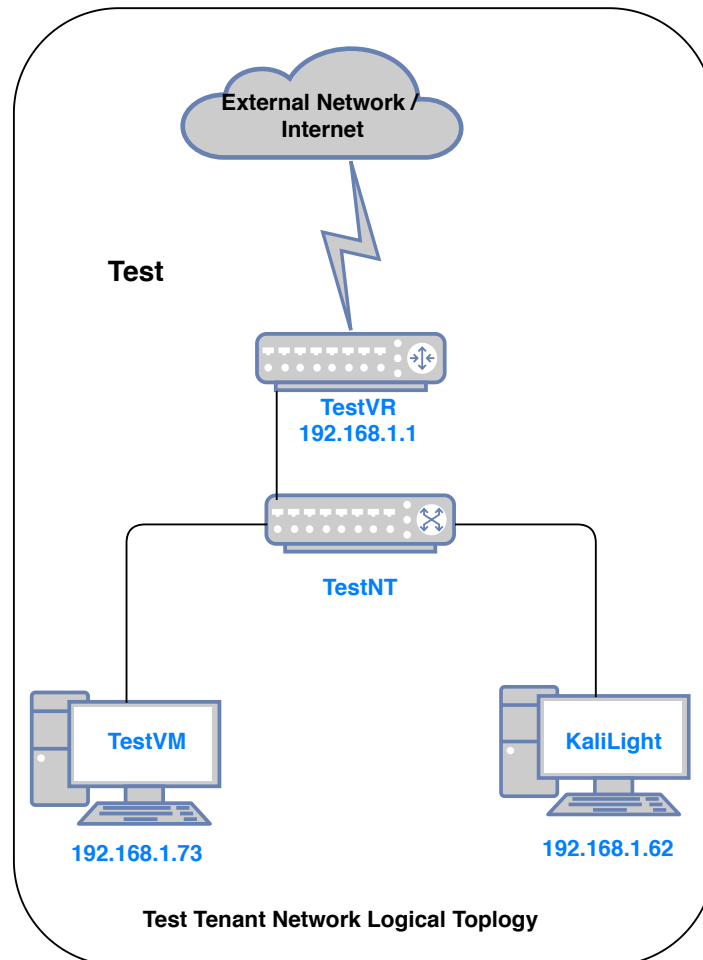 External Network /
Internet
Test
TestVR
192.168.1.1
TestNT
TestVM
KaliLight
192.168.1.73
192.168.1.62
Test Tenant Network Logical Toplogy